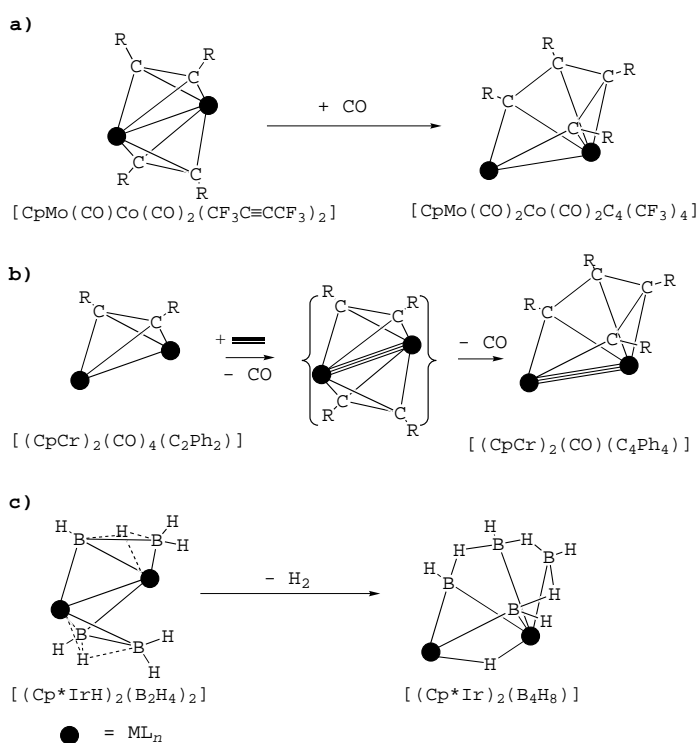 a)
R R C C C C R R
+ CO
R C C R R C C R
[CpMo(CO)Co(CO)2(CF3C≡CCF3)2]
[CpMo(CO)2Co(CO)2C4(CF3)4]
b)
R R C C
+
− CO
R R C C C C R R
− CO
R C C R R C C R
[(CpCr)2(CO)4(C2Ph2)]
[(CpCr)2(CO)(C4Ph4)]
c)
H B H H B H B H H B H H
− H2
H B H B H H B H B H H H
[(Cp*IrH)2(B2H4)2]
[(Cp*Ir)2(B4H8)]
= MLn